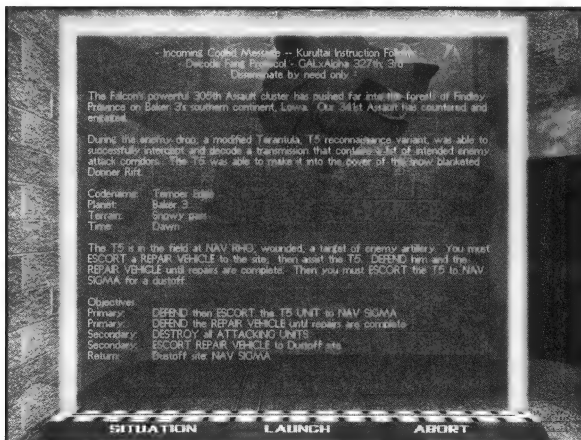 - Incoming Coded Message -- Kurultai Instruction Follows
Decode Fang Protocol - GALxAlpha 327th; 3rd
Diseminate by need only
The Falcon's powerful 305th Assault cluster has pushed far into the forests of Findley
Presence on Baker 3's southern continent, Lowa. Our 341st Assault has countered and
engaged.
During the enemy drop, a modified Tarantula, T5 reconnaissance variant, was able to
successfully intercept and decode a transmission that contains a list of intended enemy
attack corridors. The T5 was able to make it into the cover of the snow blanketed
Donner Rift.
Codename: Temper Edge
Planet: Baker 3
Terrain: Snowy pass
Time: Dawn
The T5 is in the field at NAV RHO, wounded, a target of enemy artillery. You must
ESCORT a REPAIR VEHICLE to the site, then assist the T5. DEFEND him and the
REPAIR VEHICLE until repairs are complete. Then you must ESCORT the T5 to NAV
SIGMA for a dustoff.
Objectives
Primary: DEFEND then ESCORT the T5 UNIT to NAV SIGMA
Primary: DEFEND the REPAIR VEHICLE until repairs are complete
Secondary: DESTROY all ATTACKING UNITS
Secondary: ESCORT REPAIR VEHICLE to Dustoff site
Return: Dustoff site: NAV SIGMA
SITUATION LAUNCH ABORT